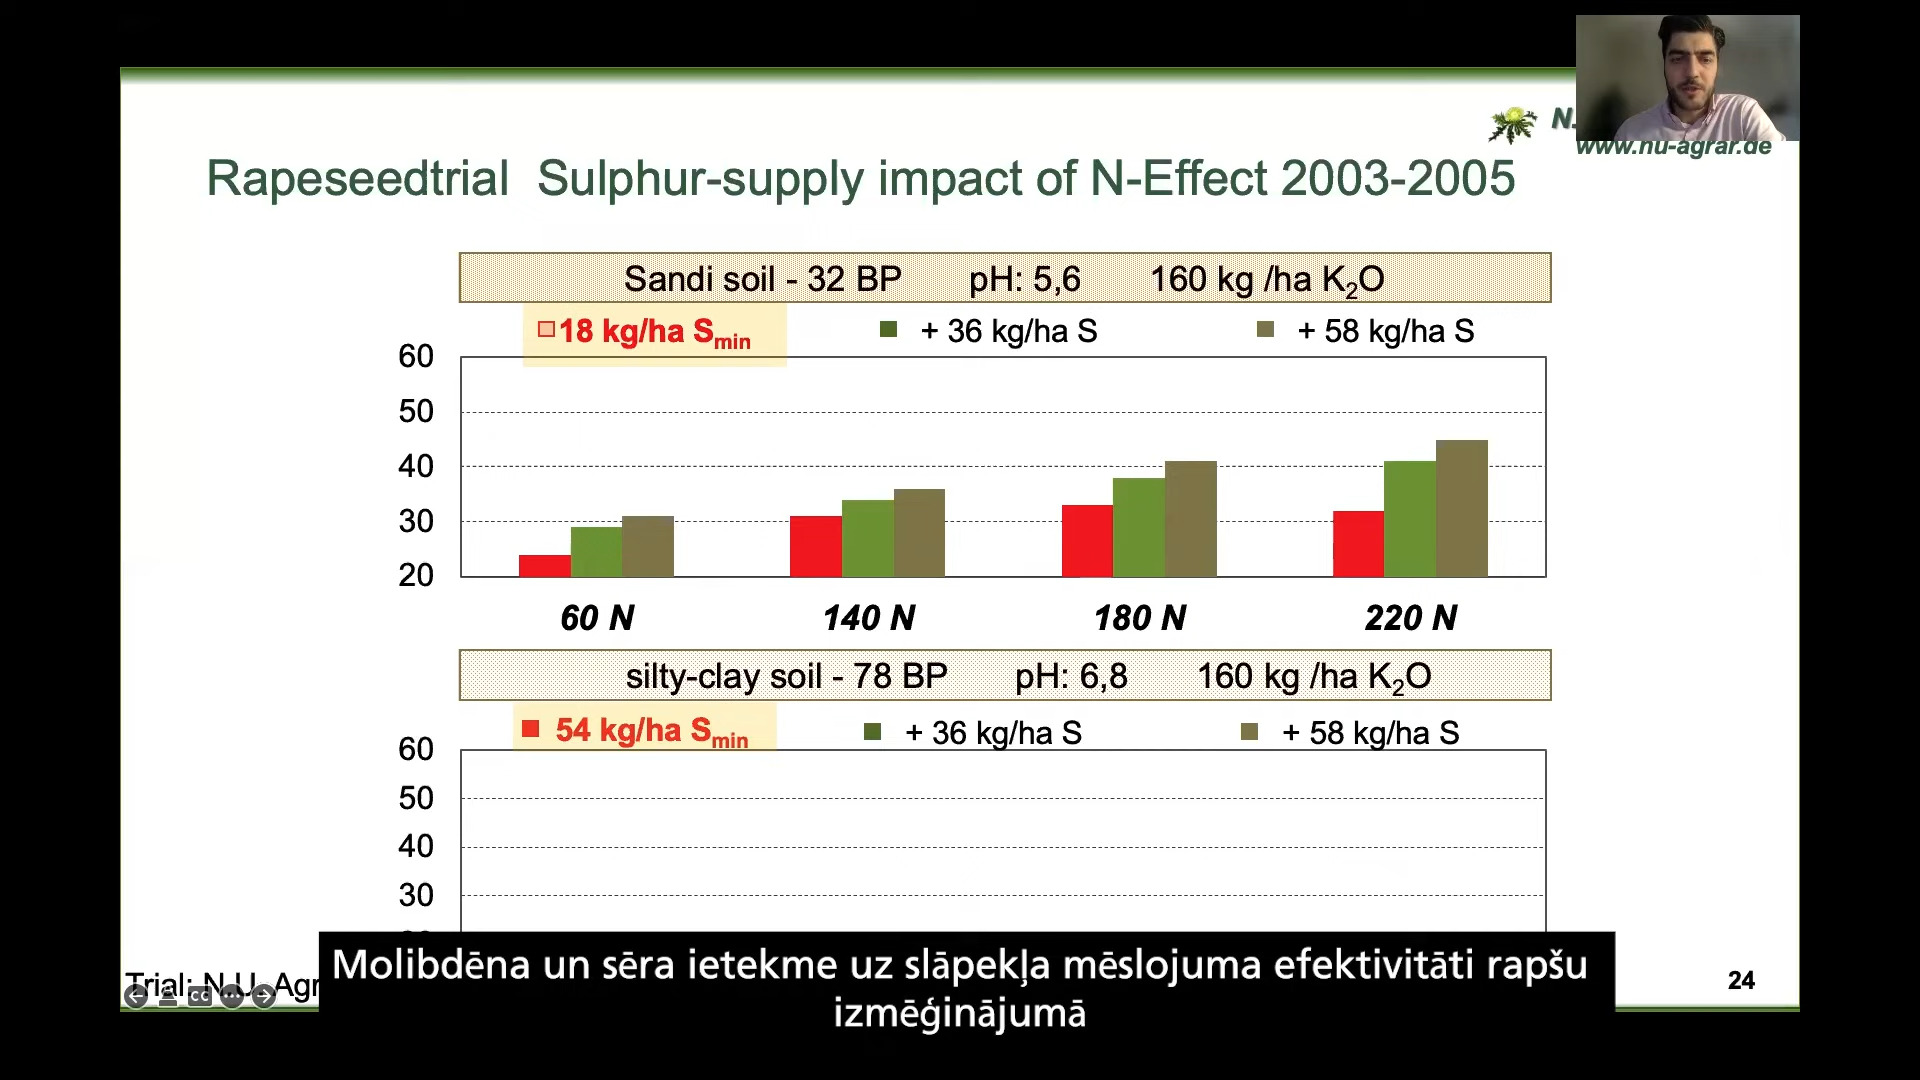 N.
www.nu-agrar.de
Rapeseedtrial Sulphur-supply impact of N-Effect 2003-2005
Sandi soil - 32 BP pH: 5,6 160 kg /ha K₂O
18 kg/ha Smin + 36 kg/ha S + 58 kg/ha S
60
50
40
30
20
60 N 140 N 180 N 220 N
silty-clay soil - 78 BP pH: 6,8 160 kg /ha K₂O
54 kg/ha Smin + 36 kg/ha S + 58 kg/ha S
60
50
40
30
Trial: N.U. Agr
CC
24
Molibdēna un sēra ietekme uz slāpekļa mēslojuma efektivitāti rapšu
izmēģinājumā